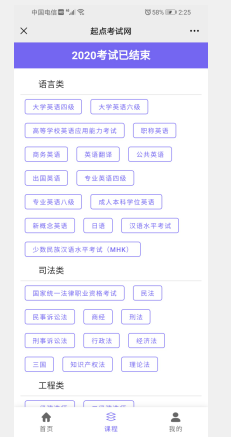 中国电信 58% 2:25
起点考试网
2020考试已结束
语言类
大学英语四级 大学英语六级
高等学校英语应用能力考试 职称英语
商务英语 英语翻译 公共英语
出国英语 专业英语四级
专业英语八级 成人本科学位英语
新概念英语 日语 汉语水平考试
少数民族汉语水平考试（MHK）
司法类
国家统一法律职业资格考试 民法
民事诉讼法 商经 刑法
刑事诉讼法 行政法 经济法
三国 知识产权法 理论法
工程类
首页 课程 我的